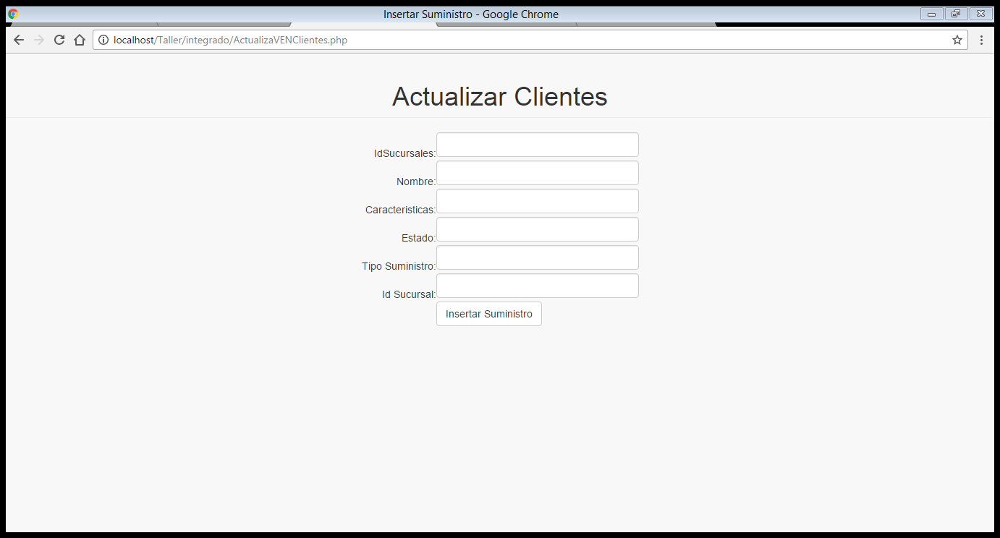 Insertar Suministro - Google Chrome
localhost/Taller/integrado/ActualizaVENClientes.php
Actualizar Clientes
IdSucursales:
Nombre:
Caracteristicas:
Estado:
Tipo Suministro:
Id Sucursal:
Insertar Suministro